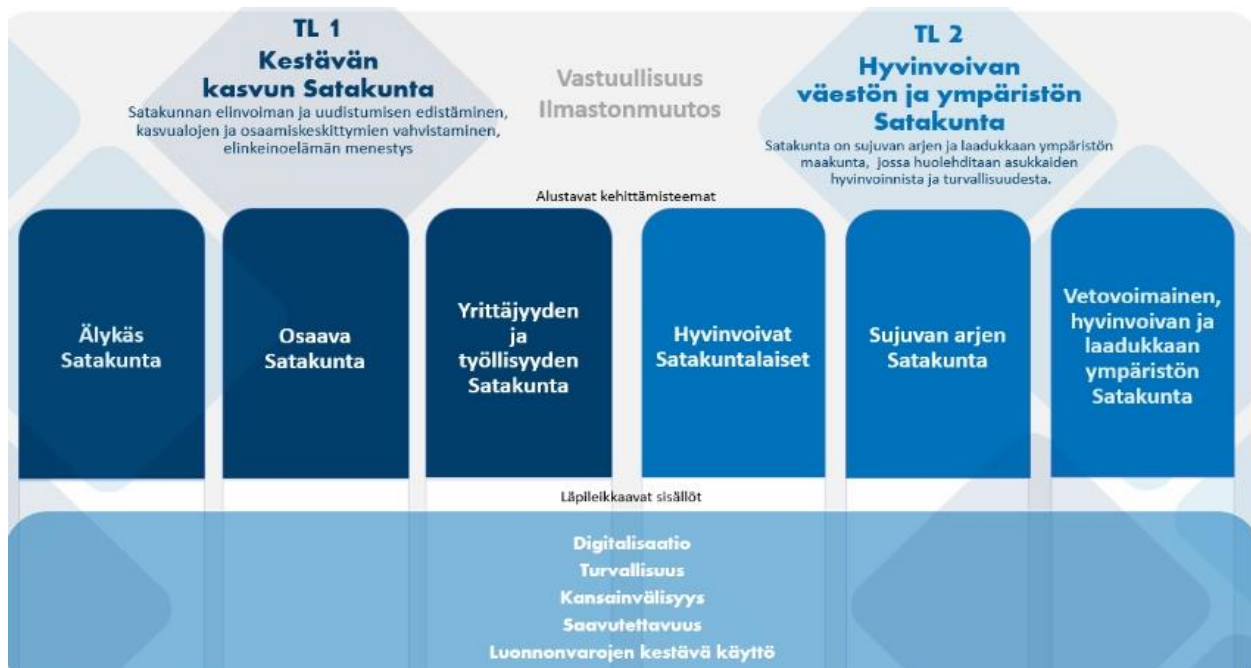 TL 1
Kestävän
kasvun Satakunta
Satakunnan elinvoiman ja uudistumisen edistäminen,
kasvualojen ja osaamiskeskittymien vahvistaminen,
elinkeinoelämän menestys
Vastuullisuus
Ilmastonmuutos
TL 2
Hyvinvoivan
väestön ja ympäristön
Satakunta
Satakunta on sujuvan arjen ja laadukkaan ympäristön
maakunta, jossa huolehditaan asukkaiden
hyvinvoinnista ja turvallisuudesta.
Alustavat kehittämisteemat
Älykäs
Satakunta
Osaava
Satakunta
Yrittäjyyden
ja
työllisyyden
Satakunta
Hyvinvoivat
Satakuntalaiset
Sujuvan arjen
Satakunta
Vetovoimainen,
hyvinvoivan ja
laadukkaan
ympäristön
Satakunta
Läpileikkaavat sisällöt
Digitalisaatio
Turvallisuus
Kansainvälisyys
Saavutettavuus
Luonnonvarojen kestävä käyttö